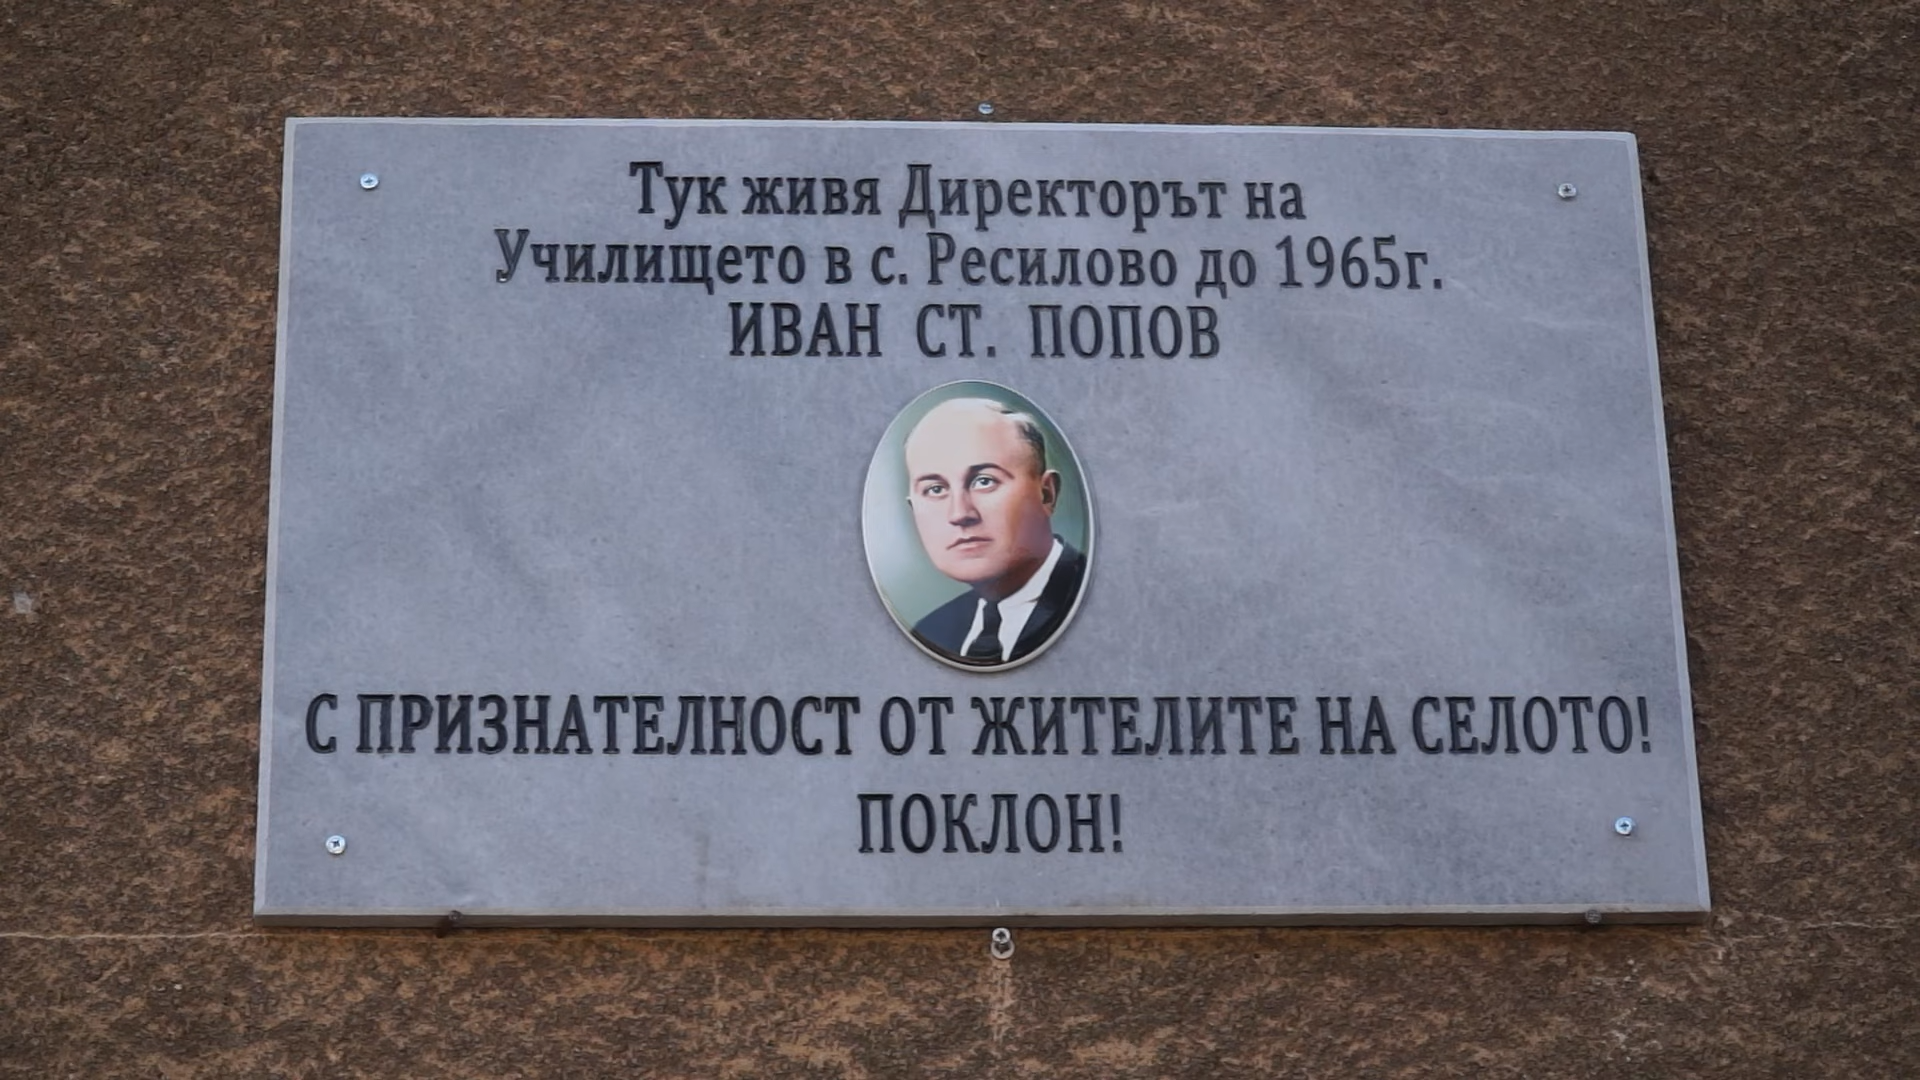 Тук живя Директорът на
Училището в с. Ресилово до 1965г.
ИВАН СТ. ПОПОВ
С ПРИЗНАТЕЛНОСТ ОТ ЖИТЕЛИТЕ НА СЕЛОТО!
ПОКЛОН!